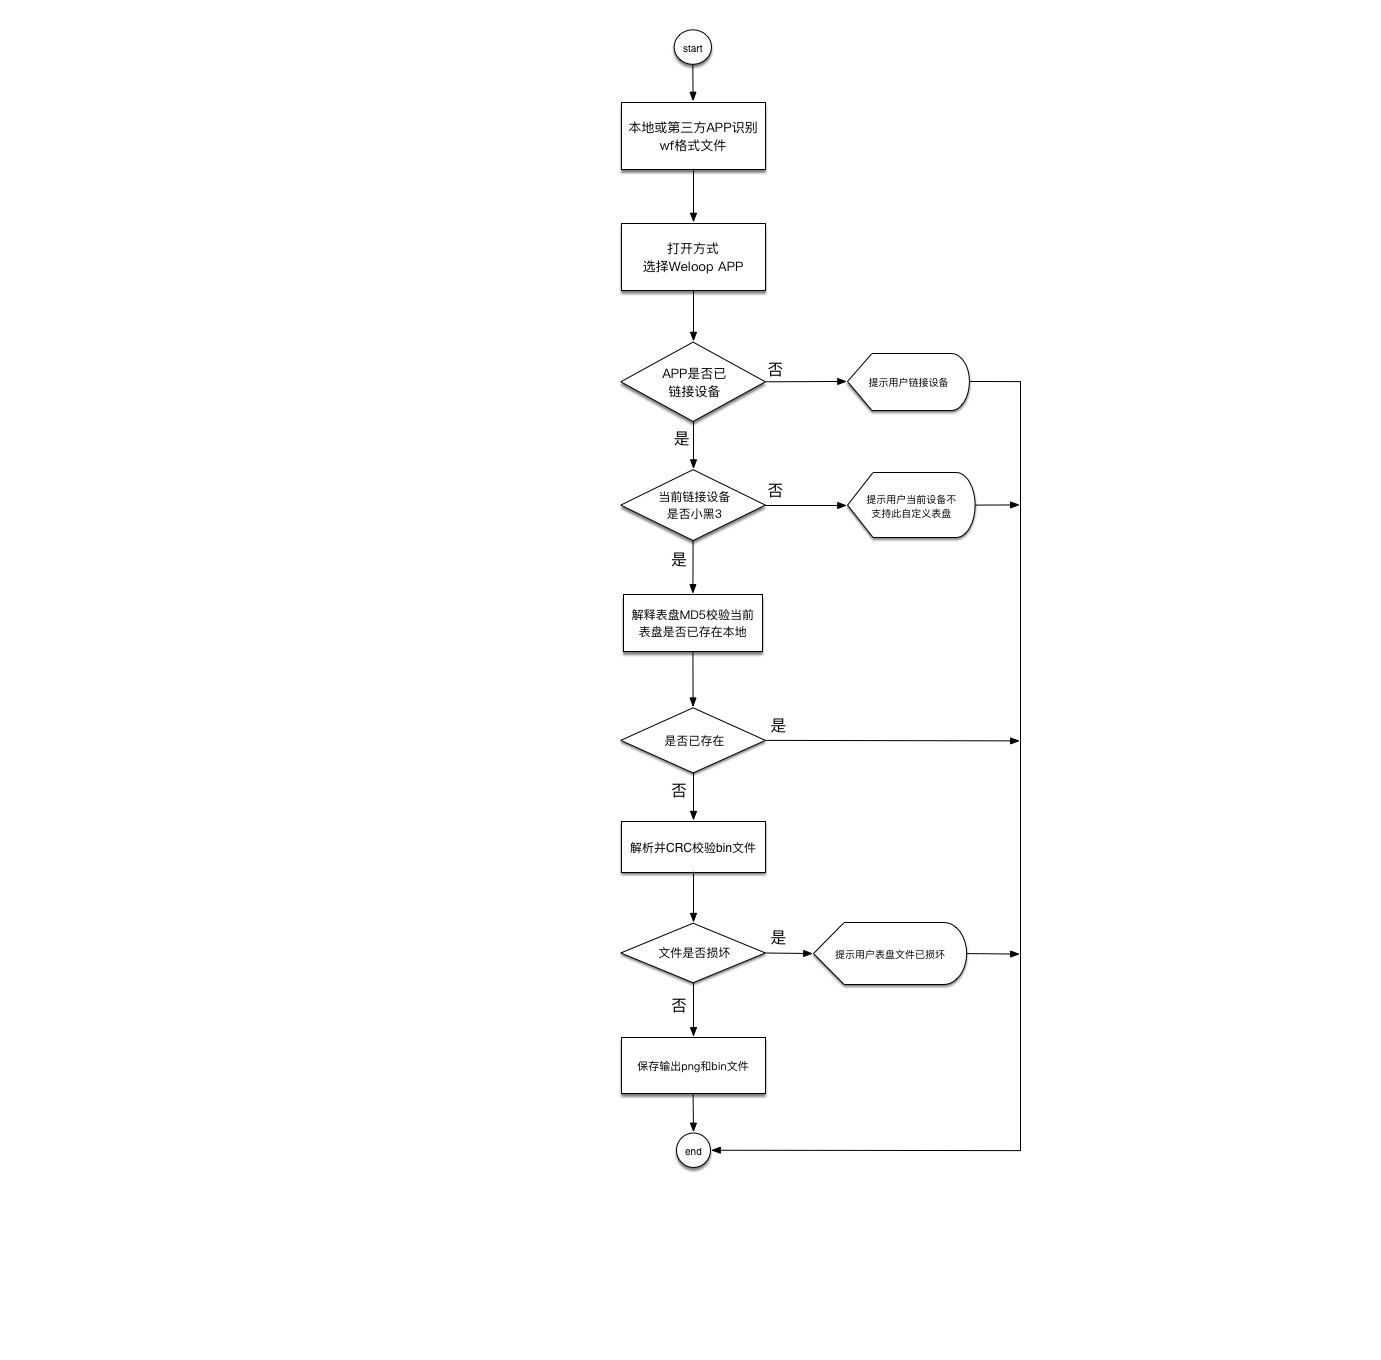 start
本地或第三方APP识别
wf格式文件
打开方式
选择Weloop APP
APP是否已
链接设备
否
提示用户链接设备
是
当前链接设备
是否小黑3
否
提示用户当前设备不
支持此自定义表盘
是
解释表盘MD5校验当前
表盘是否已存在本地
是否已存在
是
否
解析并CRC校验bin文件
文件是否损坏
是
提示用户表盘文件已损坏
否
保存输出png和bin文件
end